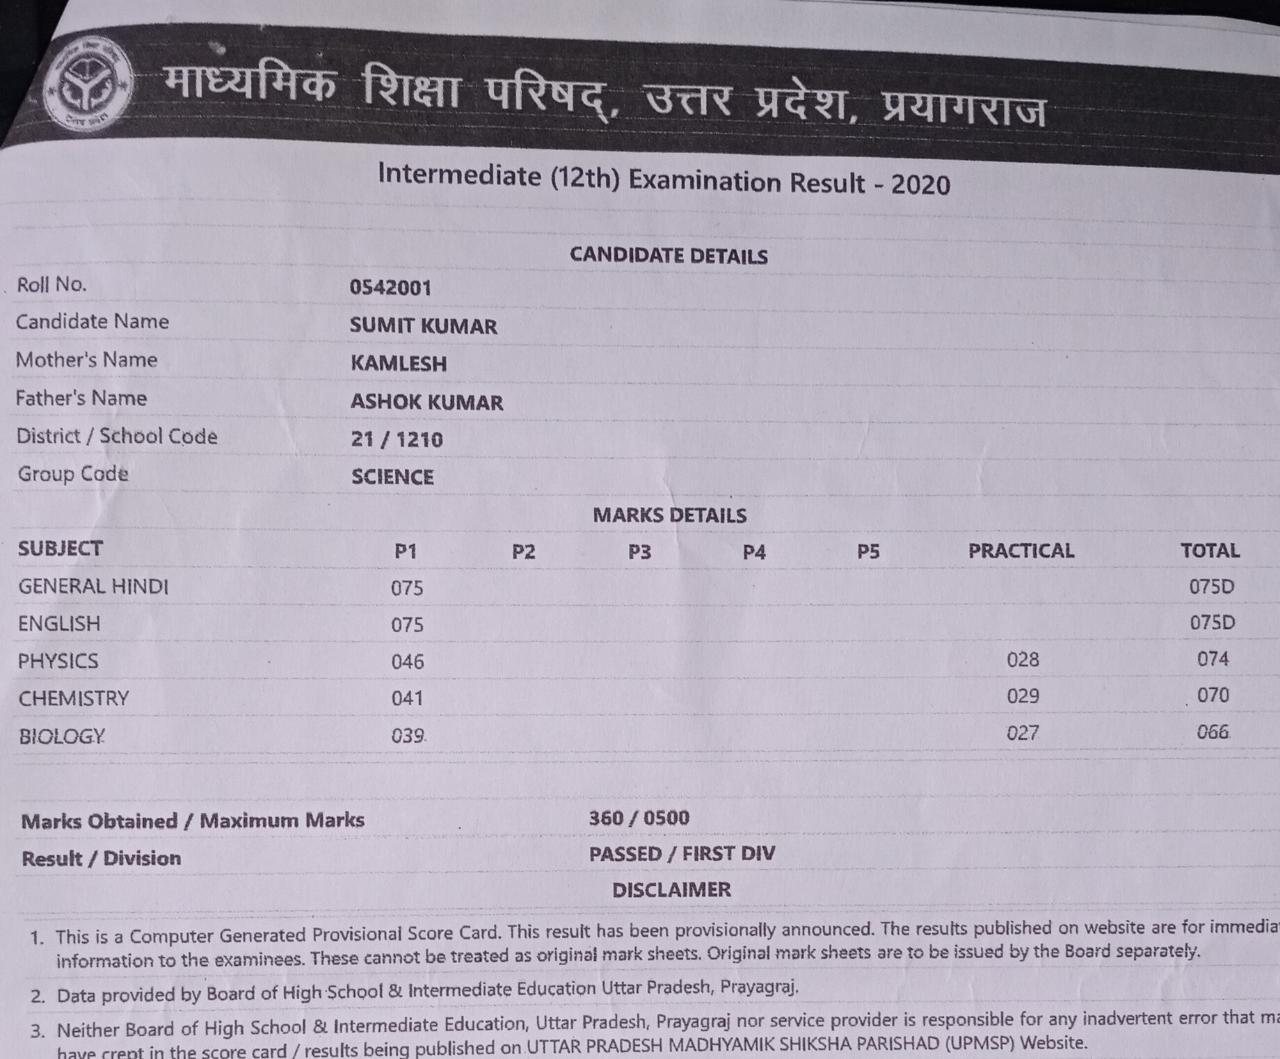 माध्यमिक शिक्षा परिषद्, उत्तर प्रदेश, प्रयागराज
Intermediate (12th) Examination Result - 2020
CANDIDATE DETAILS
Roll No. 0542001
Candidate Name SUMIT KUMAR
Mother's Name KAMLESH
Father's Name ASHOK KUMAR
District / School Code 21 / 1210
Group Code SCIENCE
MARKS DETAILS
SUBJECT P1 P2 P3 P4 P5 PRACTICAL TOTAL
GENERAL HINDI 075 075D
ENGLISH 075 075D
PHYSICS 046 028 074
CHEMISTRY 041 029 070
BIOLOGY 039 027 066
Marks Obtained / Maximum Marks 360 / 0500
Result / Division PASSED / FIRST DIV
DISCLAIMER
1. This is a Computer Generated Provisional Score Card. This result has been provisionally announced. The results published on website are for immedia
information to the examinees. These cannot be treated as original mark sheets. Original mark sheets are to be issued by the Board separately.
2. Data provided by Board of High School & Intermediate Education Uttar Pradesh, Prayagraj.
3. Neither Board of High School & Intermediate Education, Uttar Pradesh, Prayagraj nor service provider is responsible for any inadvertent error that ma
have crept in the score card / results being published on UTTAR PRADESH MADHYAMIK SHIKSHA PARISHAD (UPMSP) Website.